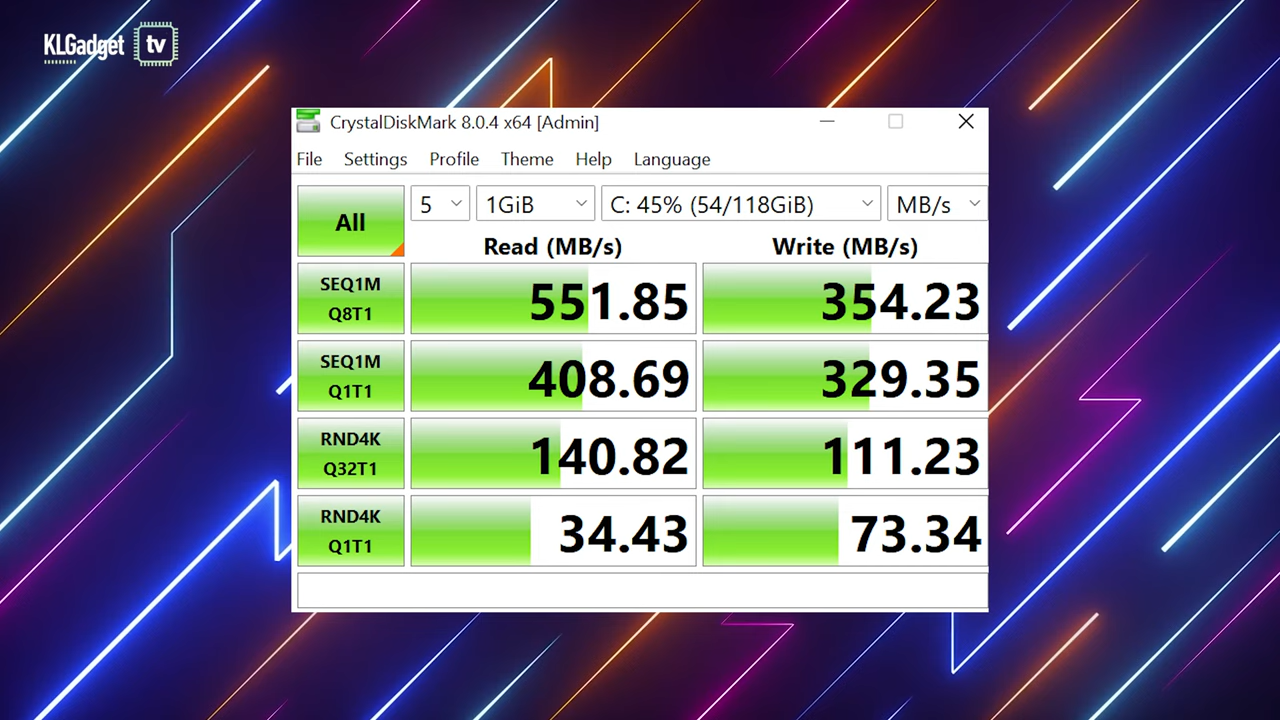 KLGadget tv
CrystalDiskMark 8.0.4 x64 [Admin]
File Settings Profile Theme Help Language
All 5 1GiB C: 45% (54/118GiB) MB/s
Read (MB/s) Write (MB/s)
SEQ1M Q8T1 551.85 354.23
SEQ1M Q1T1 408.69 329.35
RND4K Q32T1 140.82 111.23
RND4K Q1T1 34.43 73.34